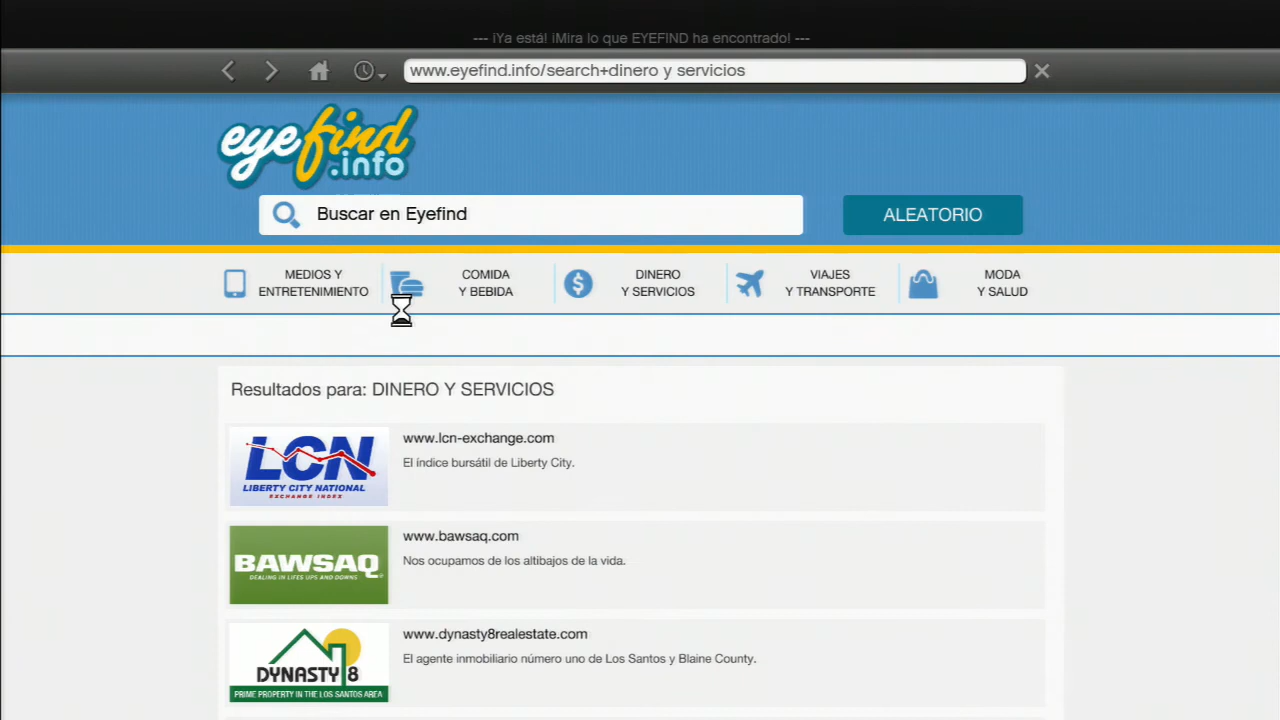 --- ¡Ya está! ¡Mira lo que EYEFIND ha encontrado! ---
www.eyefind.info/search+dinero y servicios
eyefind
.info
Buscar en Eyefind
ALEATORIO
MEDIOS Y
ENTRETENIMIENTO
COMIDA
Y BEBIDA
DINERO
Y SERVICIOS
VIAJES
Y TRANSPORTE
MODA
Y SALUD
Resultados para: DINERO Y SERVICIOS
LCN
LIBERTY CITY NATIONAL
EXCHANGE INDEX
www.lcn-exchange.com
El índice bursátil de Liberty City.
BAWSAQ
DEALING IN LIFES UPS AND DOWNS
www.bawsaq.com
Nos ocupamos de los altibajos de la vida.
DYNASTY 8
PRIME PROPERTY IN THE LOS SANTOS AREA
www.dynasty8realestate.com
El agente inmobiliario número uno de Los Santos y Blaine County.